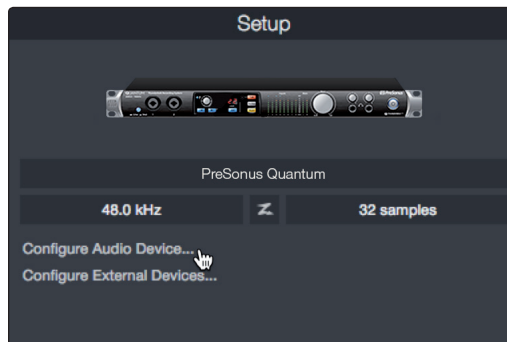 Setup
PreSonus Quantum
48.0 kHz
Z
32 samples
Configure Audio Device...
Configure External Devices...